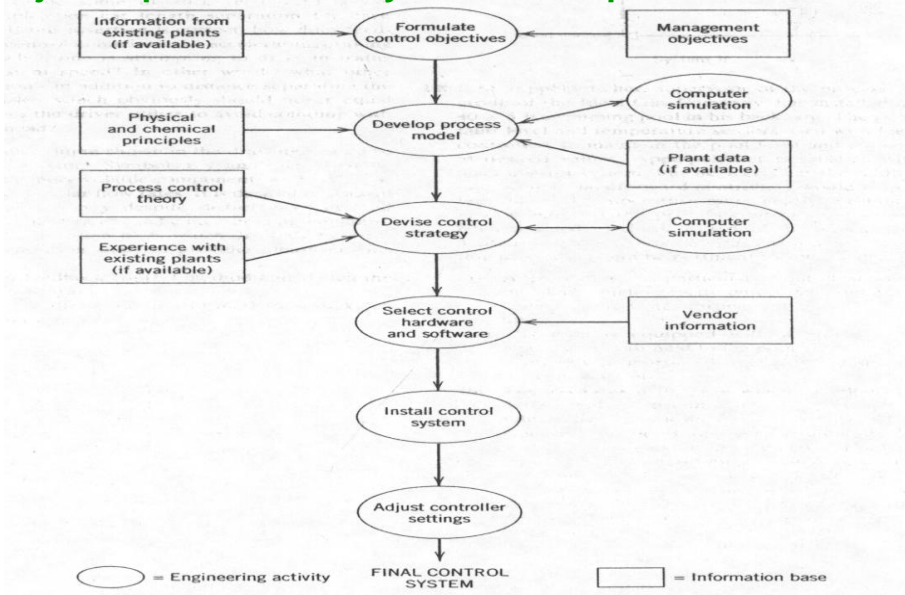 Information from
existing plants
(if available)
Formulate
control objectives
Management
objectives
Computer
simulation
Physical
and chemical
principles
Develop process
model
Plant data
(if available)
Process control
theory
Devise control
strategy
Computer
simulation
Experience with
existing plants
(if available)
Select control
hardware
and software
Vendor
information
Install control
system
Adjust controller
settings
= Engineering activity
FINAL CONTROL
SYSTEM
= Information base